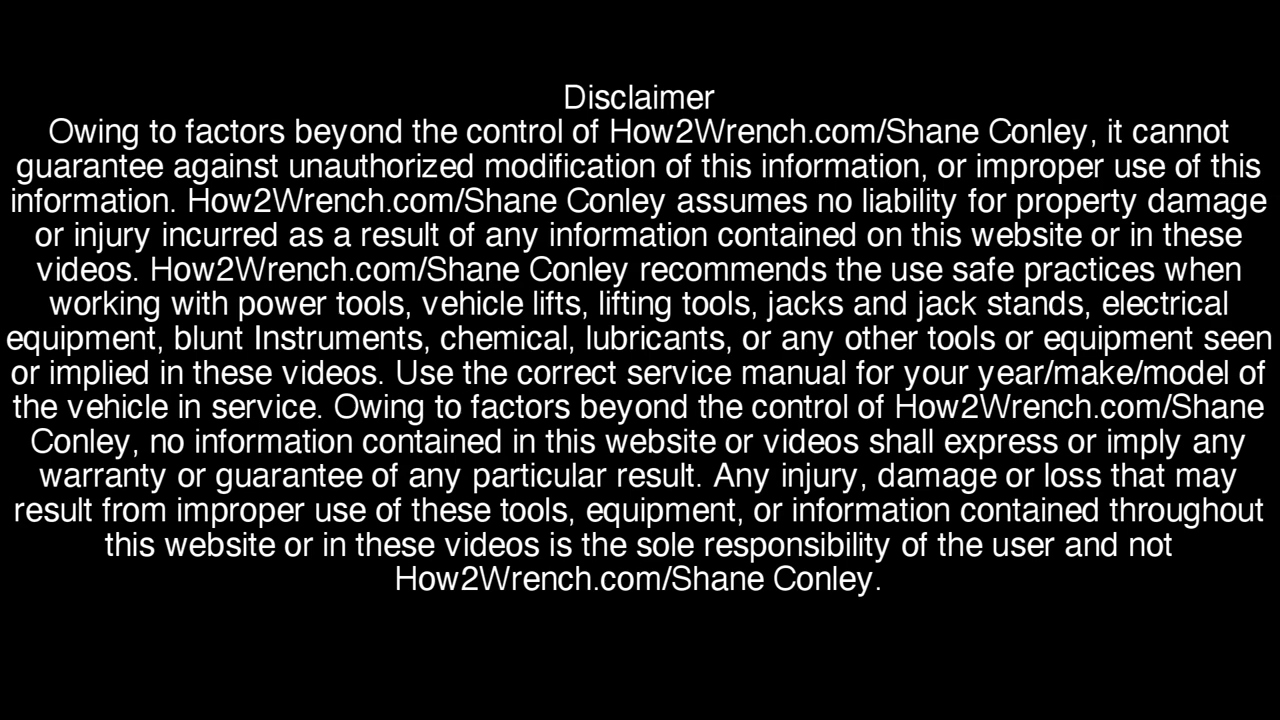 Disclaimer
Owing to factors beyond the control of How2Wrench.com/Shane Conley, it cannot
guarantee against unauthorized modification of this information, or improper use of this
information. How2Wrench.com/Shane Conley assumes no liability for property damage
or injury incurred as a result of any information contained on this website or in these
videos. How2Wrench.com/Shane Conley recommends the use safe practices when
working with power tools, vehicle lifts, lifting tools, jacks and jack stands, electrical
equipment, blunt Instruments, chemical, lubricants, or any other tools or equipment seen
or implied in these videos. Use the correct service manual for your year/make/model of
the vehicle in service. Owing to factors beyond the control of How2Wrench.com/Shane
Conley, no information contained in this website or videos shall express or imply any
warranty or guarantee of any particular result. Any injury, damage or loss that may
result from improper use of these tools, equipment, or information contained throughout
this website or in these videos is the sole responsibility of the user and not
How2Wrench.com/Shane Conley.